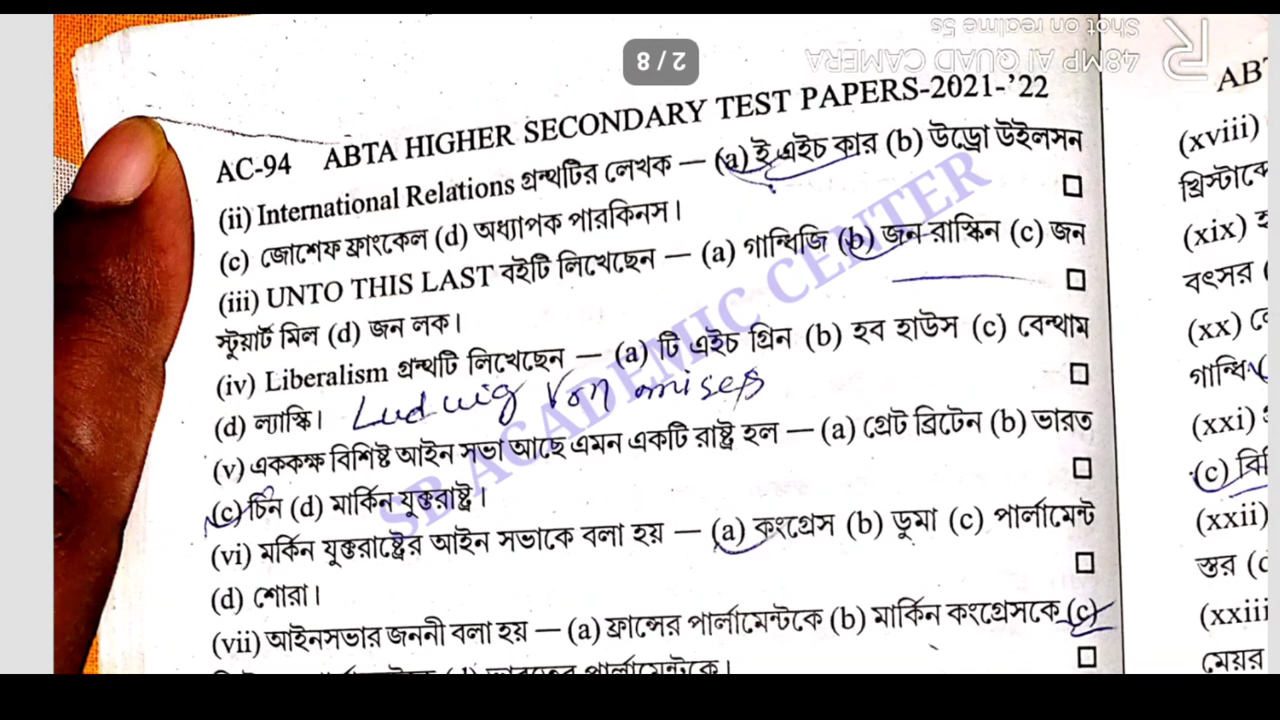 2 / 8
48MP AI QUAD CAMERA
Shot on realme 5s
AC-94 ABTA HIGHER SECONDARY TEST PAPERS-2021-'22
(ii) International Relations গ্রন্থটির লেখক — (a) ই এইচ কার (b) উড্রো উইলসন
(c) জোশেফ ফ্রাংকেল (d) অধ্যাপক পারকিনস।
(iii) UNTO THIS LAST বইটি লিখেছেন — (a) গান্ধিজি (b) জন রাস্কিন (c) জন
স্টুয়ার্ট মিল (d) জন লক।
(iv) Liberalism গ্রন্থটি লিখেছেন — (a) টি এইচ গ্রিন (b) হব হাউস (c) বেন্থাম
(d) ল্যাস্কি। Ludwig Von mises
(v) এককক্ষ বিশিষ্ট আইন সভা আছে এমন একটি রাষ্ট্র হল — (a) গ্রেট ব্রিটেন (b) ভারত
(c) চিন (d) মার্কিন যুক্তরাষ্ট্র।
(vi) মর্কিন যুক্তরাষ্ট্রের আইন সভাকে বলা হয় — (a) কংগ্রেস (b) ডুমা (c) পার্লামেন্ট
(d) শোরা।
(vii) আইনসভার জননী বলা হয় — (a) ফ্রান্সের পার্লামেন্টকে (b) মার্কিন কংগ্রেসকে (c)
(d) ভারতের পার্লামেন্টকে।
SB ACADEMIC CENTER
(xviii)
(xix)
বৎসর
(xx)
গান্ধি
(xxi)
(c)
(xxii)
স্তর
(xxiii
মেয়র